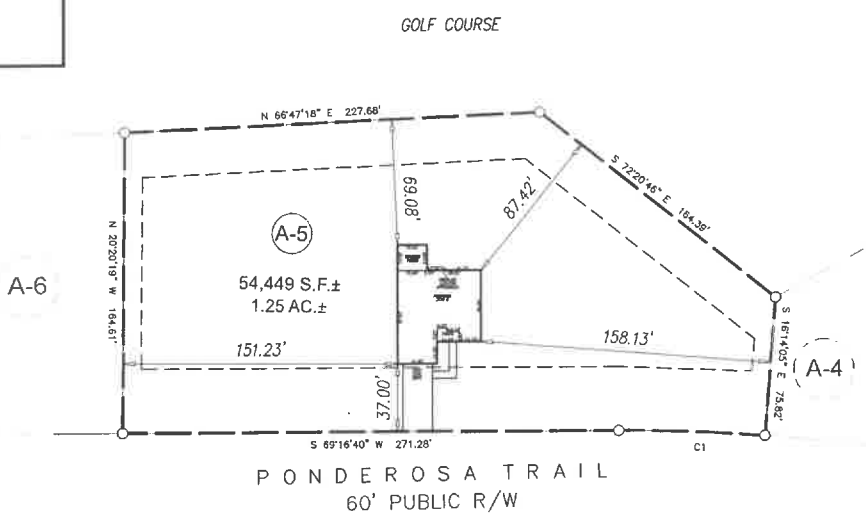 GOLF COURSE
N 66°47'18" E 227.68'
S 72°20'46" E 164.39'
69.08'
87.42'
A-5
N 20°20'19" W 164.61'
A-6
54,449 S.F.±
1.25 AC.±
S 16°14'05" E 75.82'
158.13'
151.23'
A-4
37.00'
S 69°16'40" W 271.28'
C1
PONDEROSA TRAIL
60' PUBLIC R/W